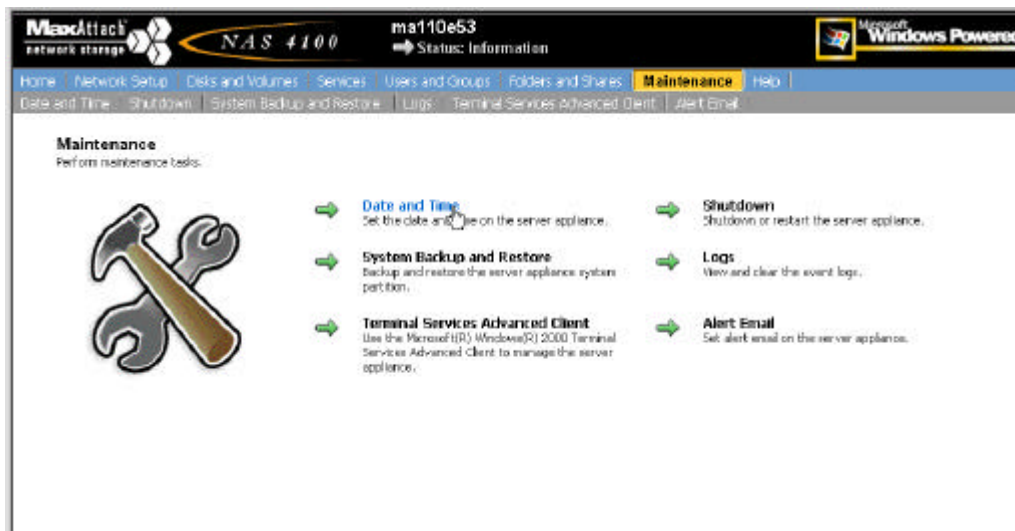 MaxAttach
network storage
NAS 4100
ma110e53
Status: Information
Microsoft
Windows Powered
Home Network Setup Disks and Volumes Services Users and Groups Folders and Shares Maintenance Help
Date and Time Shutdown System Backup and Restore Logs Terminal Services Advanced Client Alert Email
Maintenance
Perform maintenance tasks.
Date and Time
Set the date and time on the server appliance.
Shutdown
Shutdown or restart the server appliance.
System Backup and Restore
Backup and restore the server appliance system
partition.
Logs
View and clear the event logs.
Terminal Services Advanced Client
Use the Microsoft(R) Windows(R) 2000 Terminal
Services Advanced Client to manage the server
appliance.
Alert Email
Set alert email on the server appliance.